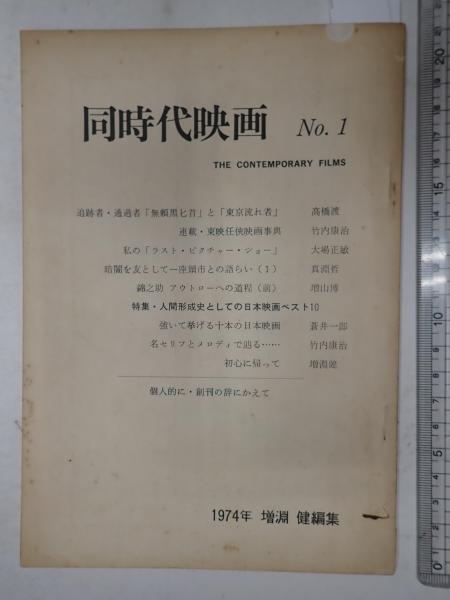 同時代映画 No. 1
THE CONTEMPORARY FILMS
追跡者・通過者「無頼黒匕首」と「東京流れ者」 高橋渡
連載・東映任侠映画事典 竹内康治
私の「ラスト・ピクチャー・ショー」 大場正敏
暗闇を友として一座頭市との語らい（I） 真淵哲
錦之助 アウトローへの道程（前） 増山博
特集・人間形成史としての日本映画ベスト10
強いて挙げる十本の日本映画 蒼井一郎
名セリフとメロディで辿る…… 竹内康治
初心に帰って 増淵健
個人的に・創刊の辞にかえて
1974年 増淵 健編集
0
5
10
15
20